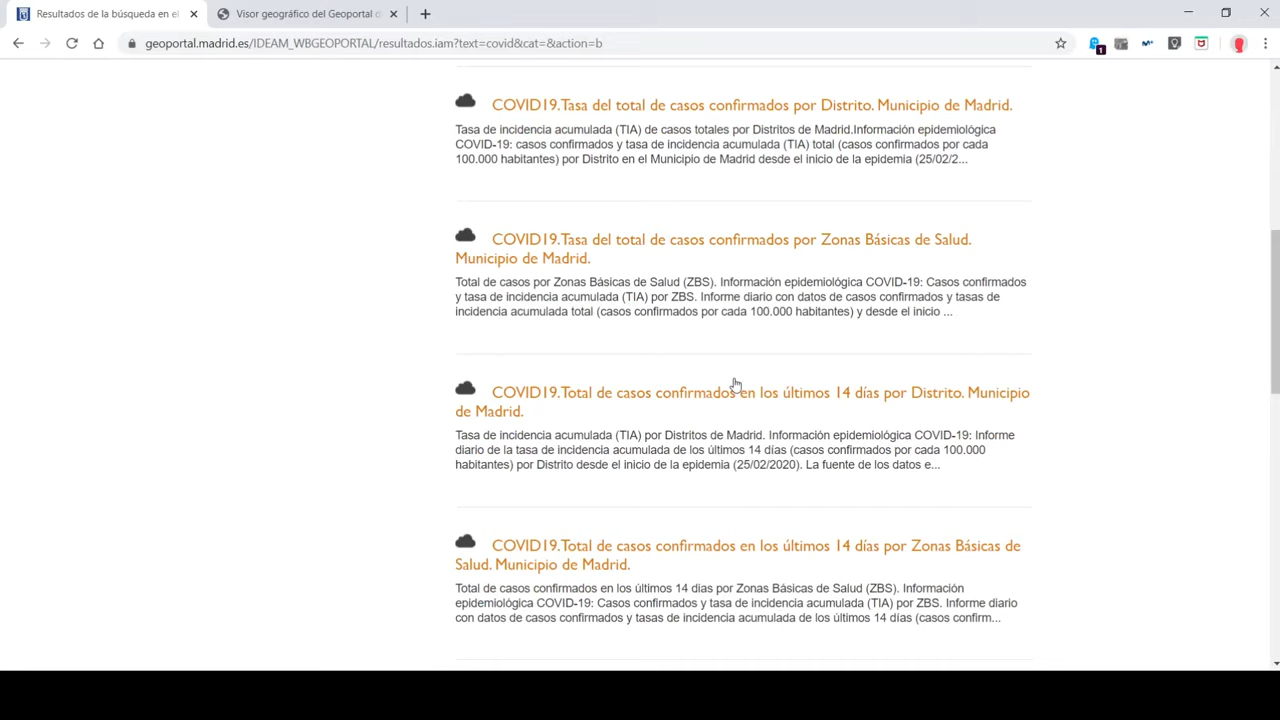 Resultados de la búsqueda en el
Visor geográfico del Geoportal d
geoportal.madrid.es/IDEAM_WBGEOPORTAL/resultados.iam?text=covid&cat=&action=b
1
COVID19.Tasa del total de casos confirmados por Distrito. Municipio de Madrid.
Tasa de incidencia acumulada (TIA) de casos totales por Distritos de Madrid.Información epidemiológica
COVID-19: casos confirmados y tasa de incidencia acumulada (TIA) total (casos confirmados por cada
100.000 habitantes) por Distrito en el Municipio de Madrid desde el inicio de la epidemia (25/02/2...
COVID19.Tasa del total de casos confirmados por Zonas Básicas de Salud.
Municipio de Madrid.
Total de casos por Zonas Básicas de Salud (ZBS). Información epidemiológica COVID-19: Casos confirmados
y tasa de incidencia acumulada (TIA) por ZBS. Informe diario con datos de casos confirmados y tasas de
incidencia acumulada total (casos confirmados por cada 100.000 habitantes) y desde el inicio ...
COVID19.Total de casos confirmados en los últimos 14 días por Distrito. Municipio
de Madrid.
Tasa de incidencia acumulada (TIA) por Distritos de Madrid. Información epidemiológica COVID-19: Informe
diario de la tasa de incidencia acumulada de los últimos 14 días (casos confirmados por cada 100.000
habitantes) por Distrito desde el inicio de la epidemia (25/02/2020). La fuente de los datos e...
COVID19.Total de casos confirmados en los últimos 14 días por Zonas Básicas de
Salud. Municipio de Madrid.
Total de casos confirmados en los últimos 14 dias por Zonas Básicas de Salud (ZBS). Información
epidemiológica COVID-19: Casos confirmados y tasa de incidencia acumulada (TIA) por ZBS. Informe diario
con datos de casos confirmados y tasas de incidencia acumulada de los últimos 14 días (casos confirm...